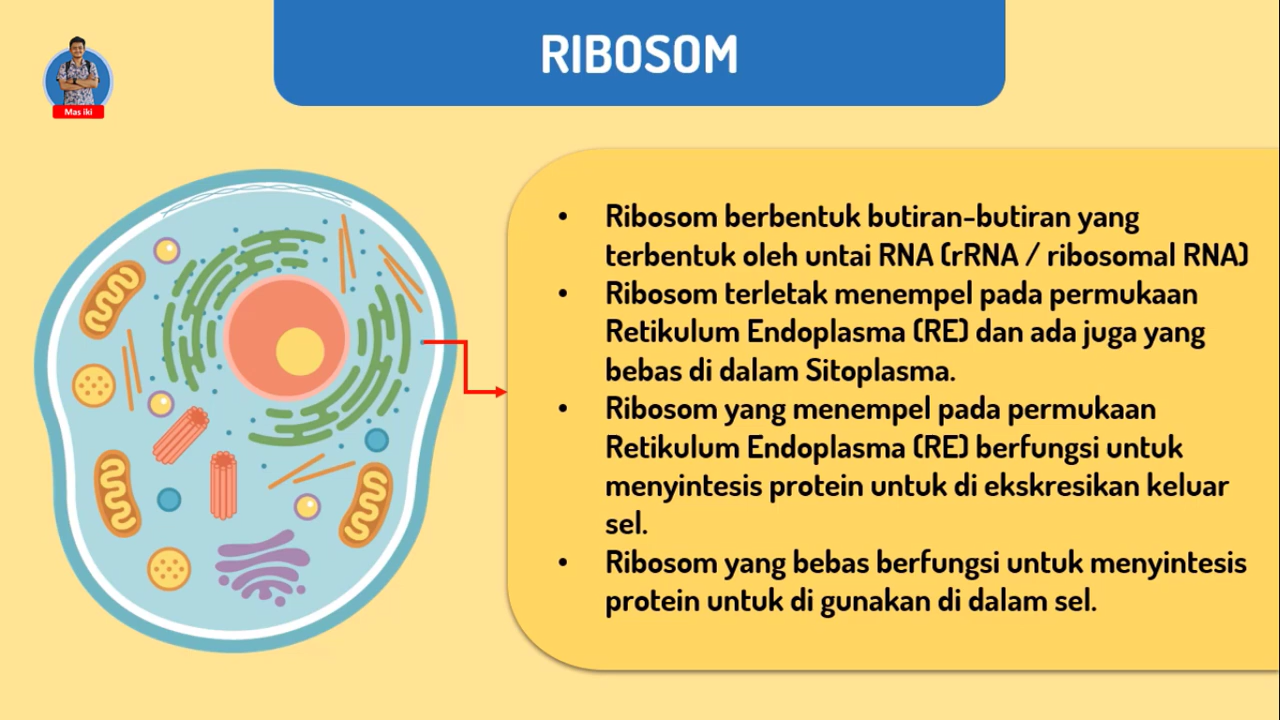 RIBOSOM
Mas iki
• Ribosom berbentuk butiran-butiran yang
terbentuk oleh untai RNA (rRNA / ribosomal RNA)
• Ribosom terletak menempel pada permukaan
Retikulum Endoplasma (RE) dan ada juga yang
bebas di dalam Sitoplasma.
• Ribosom yang menempel pada permukaan
Retikulum Endoplasma (RE) berfungsi untuk
menyintesis protein untuk di ekskresikan keluar
sel.
• Ribosom yang bebas berfungsi untuk menyintesis
protein untuk di gunakan di dalam sel.